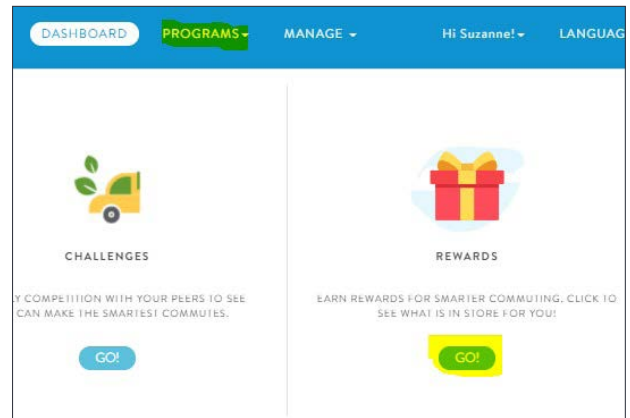 DASHBOARD PROGRAMS MANAGE Hi Suzanne! LANGUAG
CHALLENGES
Y COMPETITION WITH YOUR PEERS TO SEE
CAN MAKE THE SMARTEST COMMUTES.
GO!
REWARDS
EARN REWARDS FOR SMARTER COMMUTING. CLICK TO
SEE WHAT IS IN STORE FOR YOU!
GO!